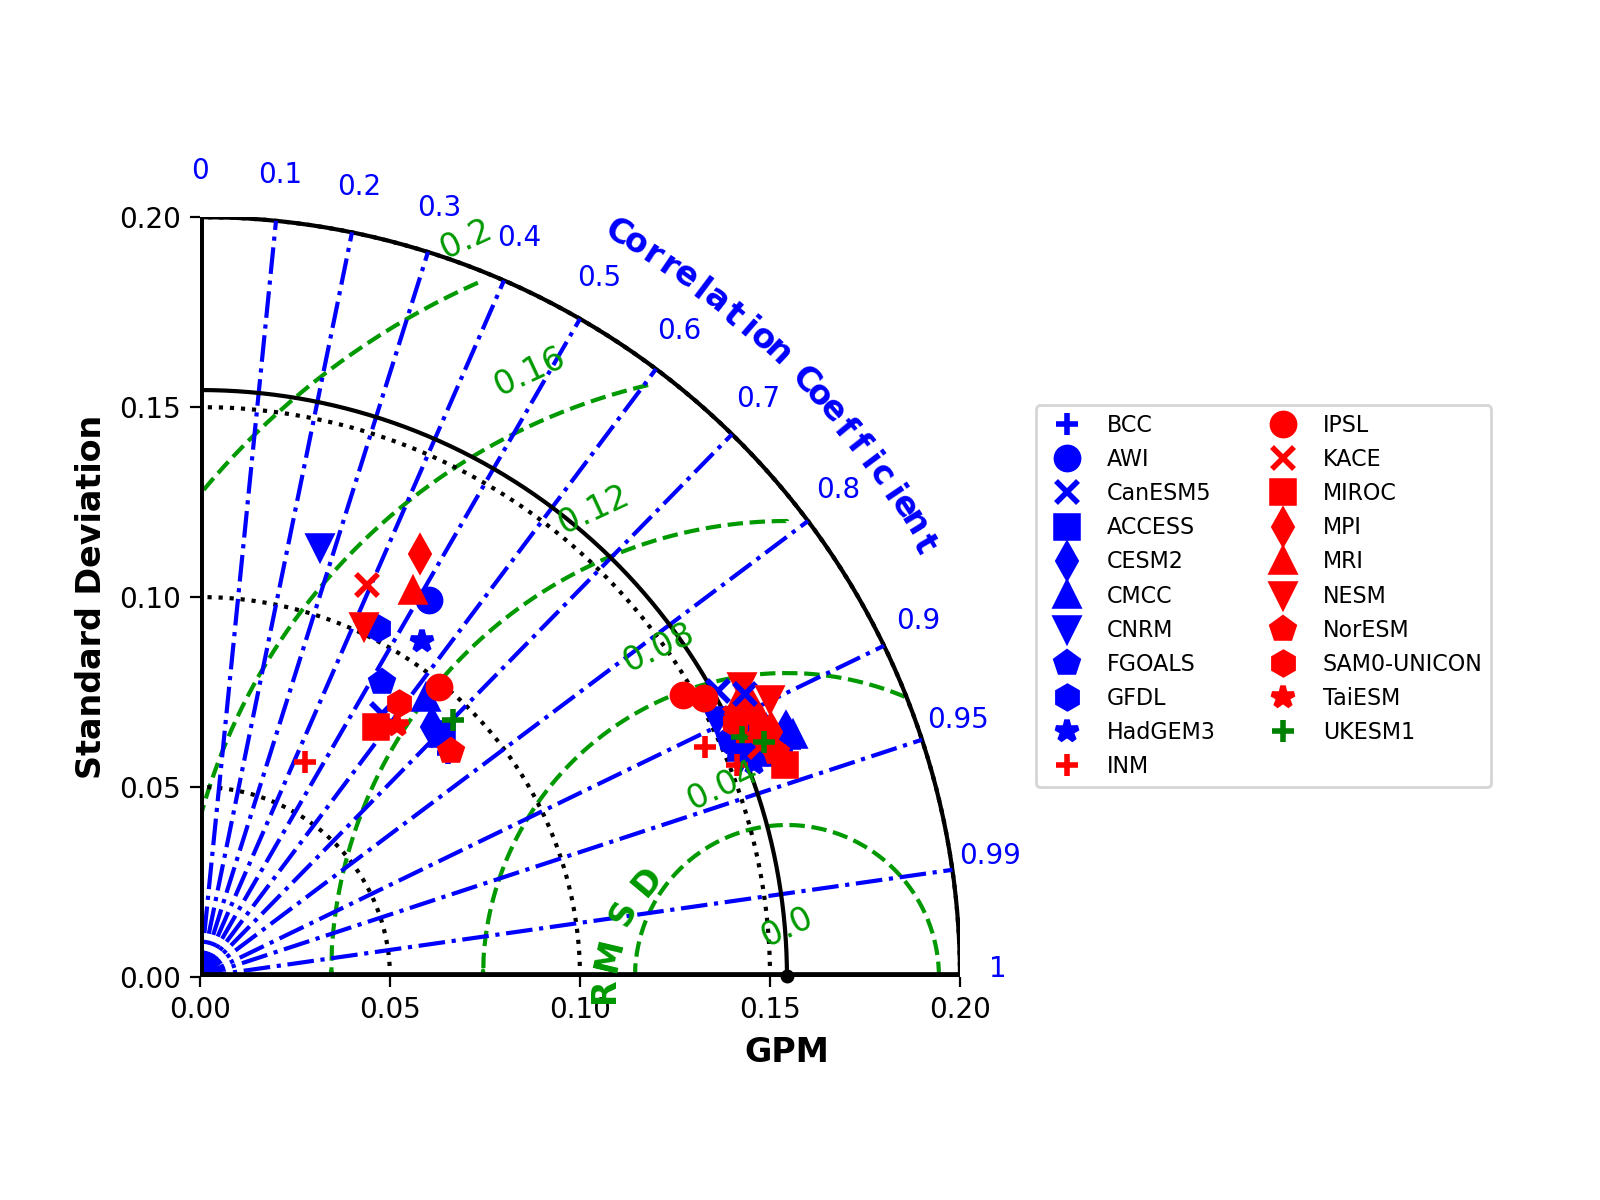 0
0.1
0.2
0.3
0.4
0.5
0.6
0.7
0.8
0.9
0.95
0.99
1
Correlation Coefficient
0.2
0.16
0.12
0.08
0.04
0.0
RMSD
0.20
0.15
0.10
0.05
0.00
Standard Deviation
0.00
0.05
0.10
0.15
0.20
GPM
BCC
AWI
CanESM5
ACCESS
CESM2
CMCC
CNRM
FGOALS
GFDL
HadGEM3
INM
IPSL
KACE
MIROC
MPI
MRI
NESM
NorESM
SAM0-UNICON
TaiESM
UKESM1